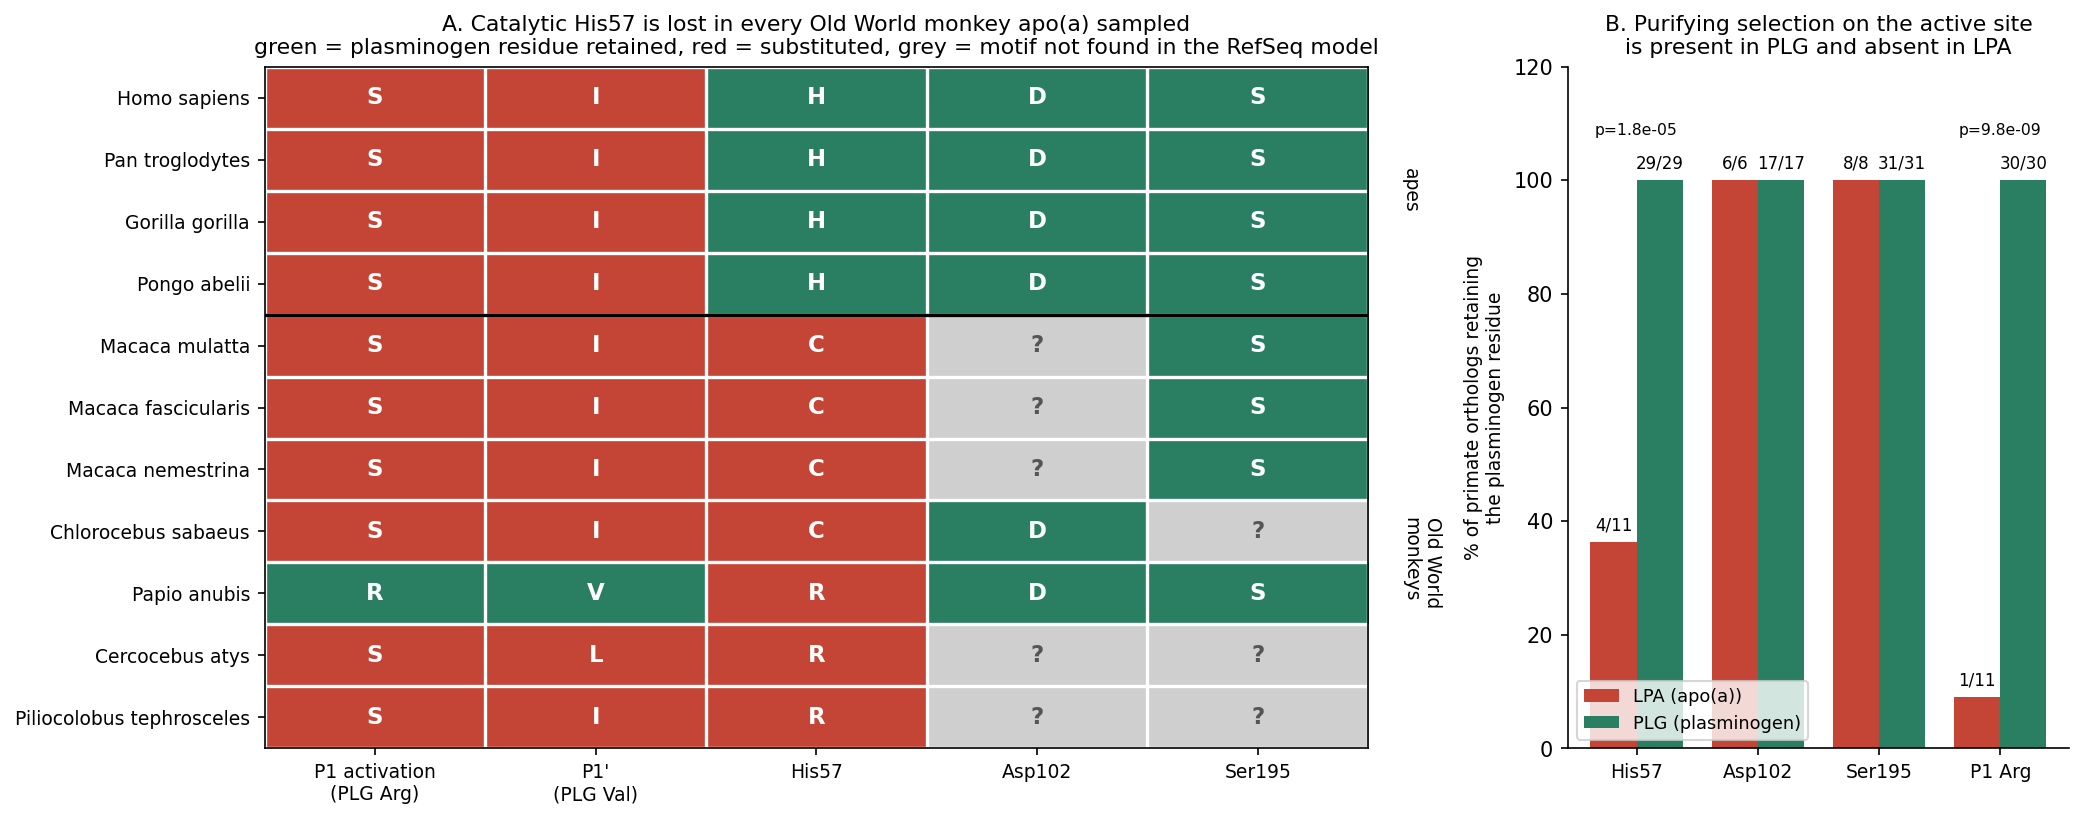 A. Catalytic His57 is lost in every Old World monkey apo(a) sampled
green = plasminogen residue retained, red = substituted, grey = motif not found in the RefSeq model
Homo sapiens S I H D S
Pan troglodytes S I H D S
Gorilla gorilla S I H D S
Pongo abelii S I H D S
Macaca mulatta S I C ? S
Macaca fascicularis S I C ? S
Macaca nemestrina S I C ? S
Chlorocebus sabaeus S I C D ?
Papio anubis R V R D S
Cercocebus atys S L R ? ?
Piliocolobus tephrosceles S I R ? ?
P1 activation
(PLG Arg)
P1'
(PLG Val)
His57
Asp102
Ser195
apes
Old World
monkeys
B. Purifying selection on the active site
is present in PLG and absent in LPA
% of primate orthologs retaining
the plasminogen residue
120
100
80
60
40
20
0
p=1.8e-05
p=9.8e-09
4/11
29/29
6/6
17/17
8/8
31/31
1/11
30/30
LPA (apo(a))
PLG (plasminogen)
His57
Asp102
Ser195
P1 Arg